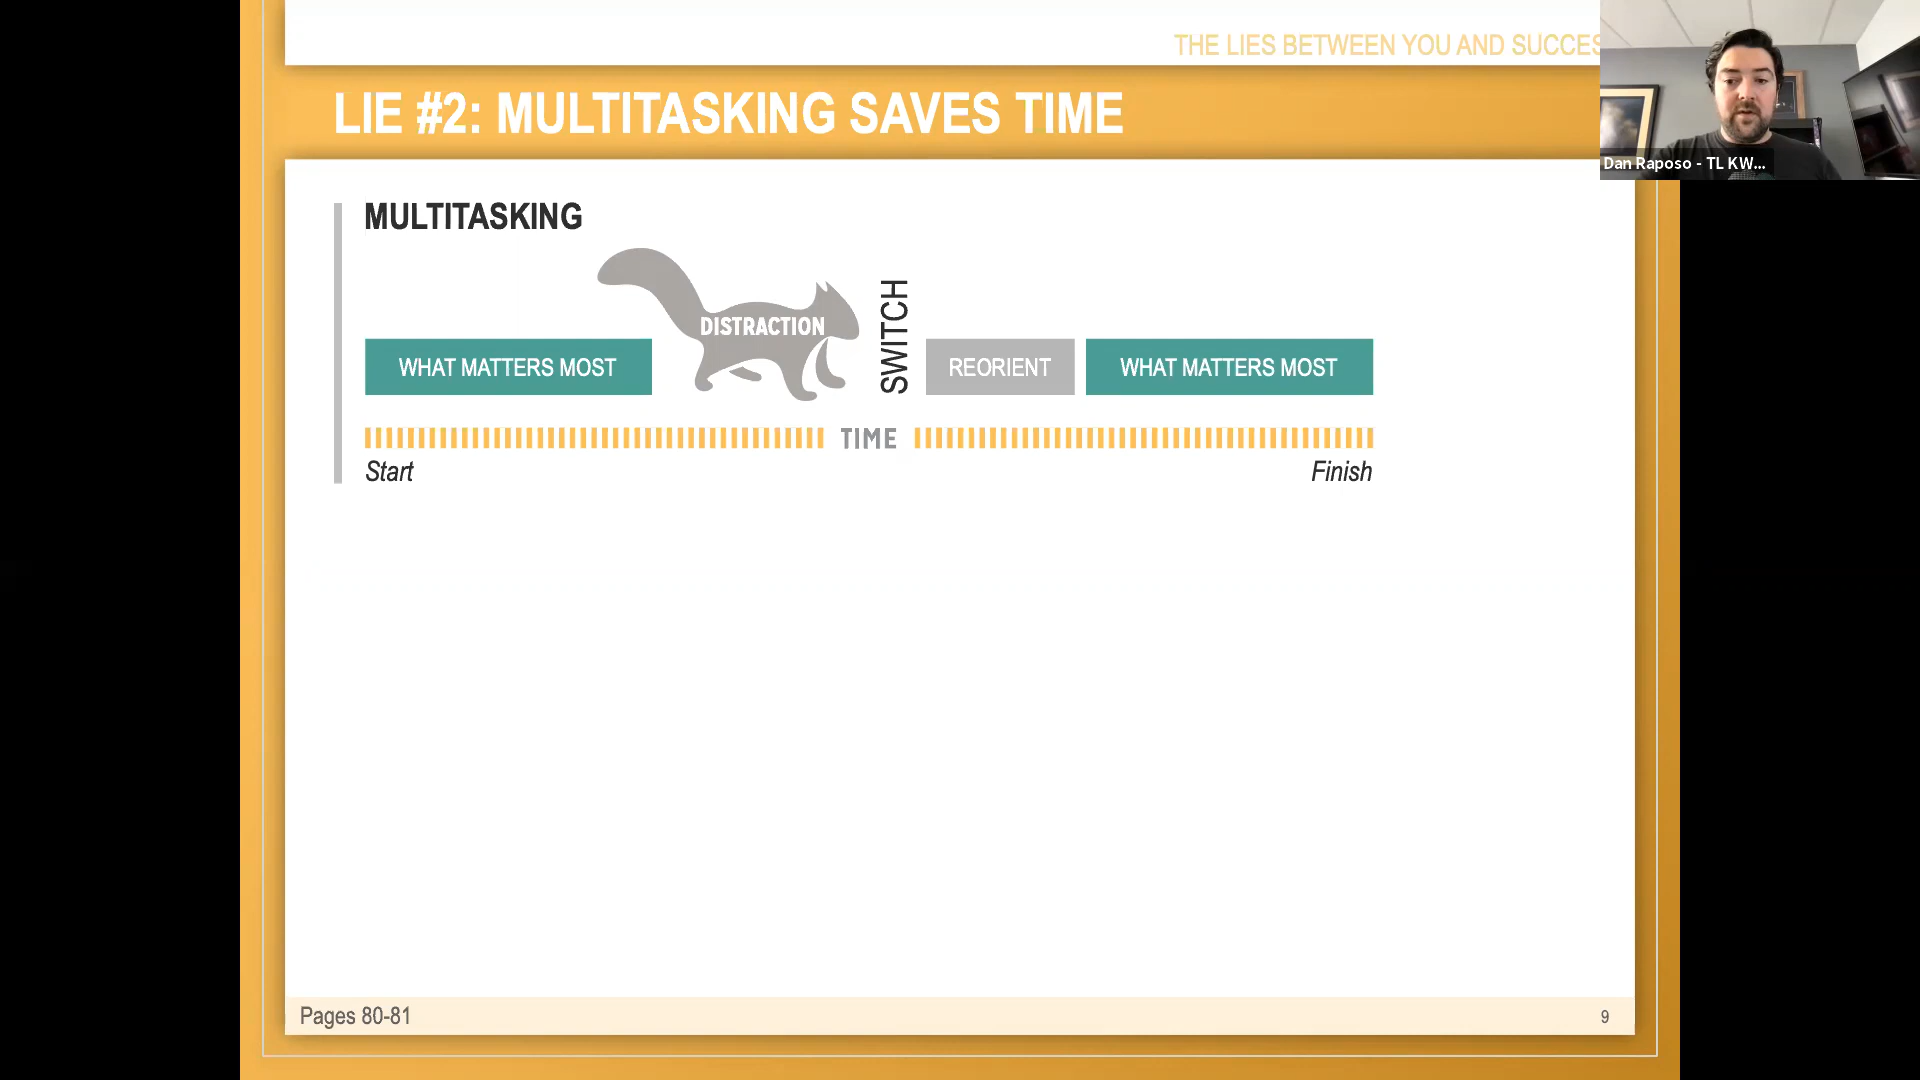 THE LIES BETWEEN YOU AND SUCCES
LIE #2: MULTITASKING SAVES TIME
Dan Raposo - TL KW...
MULTITASKING
DISTRACTION
SWITCH
WHAT MATTERS MOST
REORIENT
WHAT MATTERS MOST
TIME
Start
Finish
Pages 80-81
9